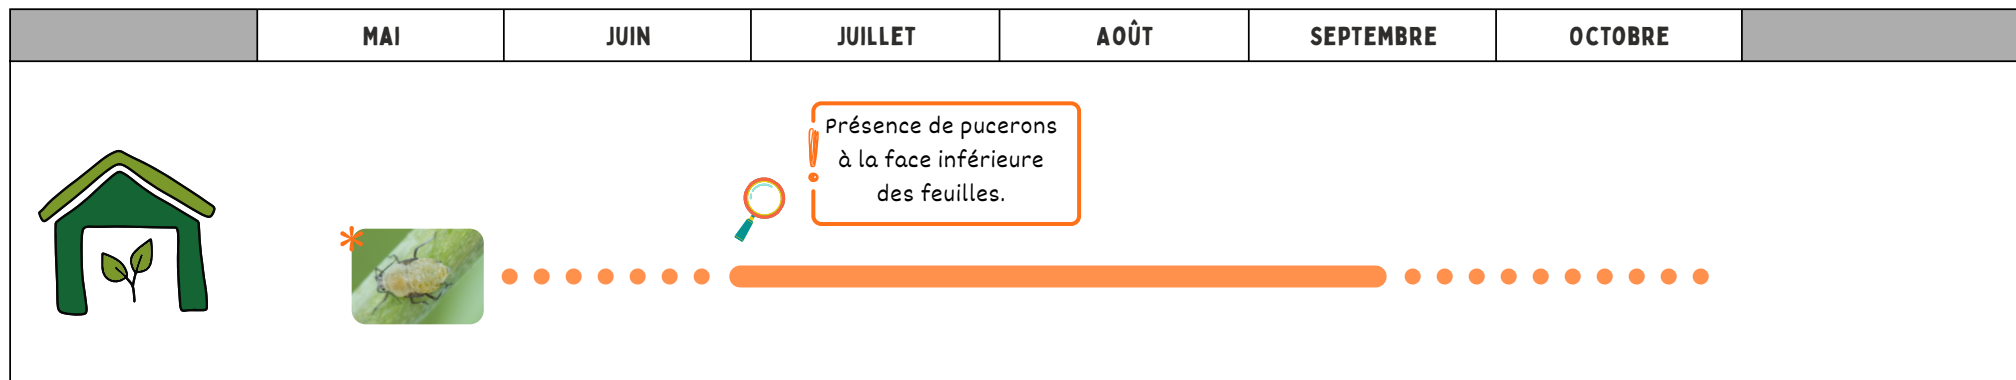 MAI JUIN JUILLET AOÛT SEPTEMBRE OCTOBRE
Présence de pucerons
à la face inférieure
des feuilles.
*